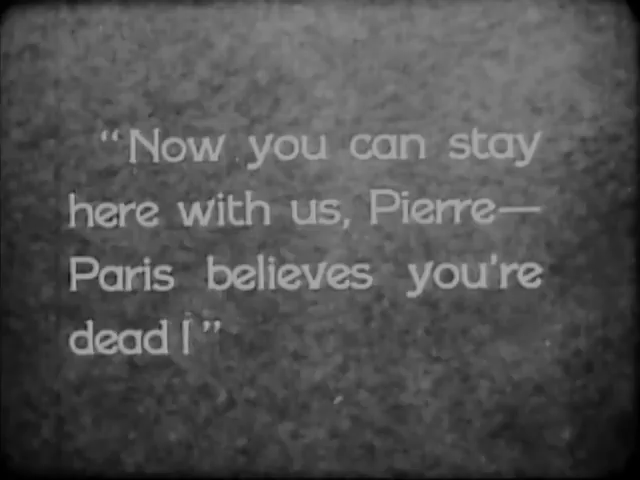 “Now you can stay
here with us, Pierre—
Paris believes you're
dead!”